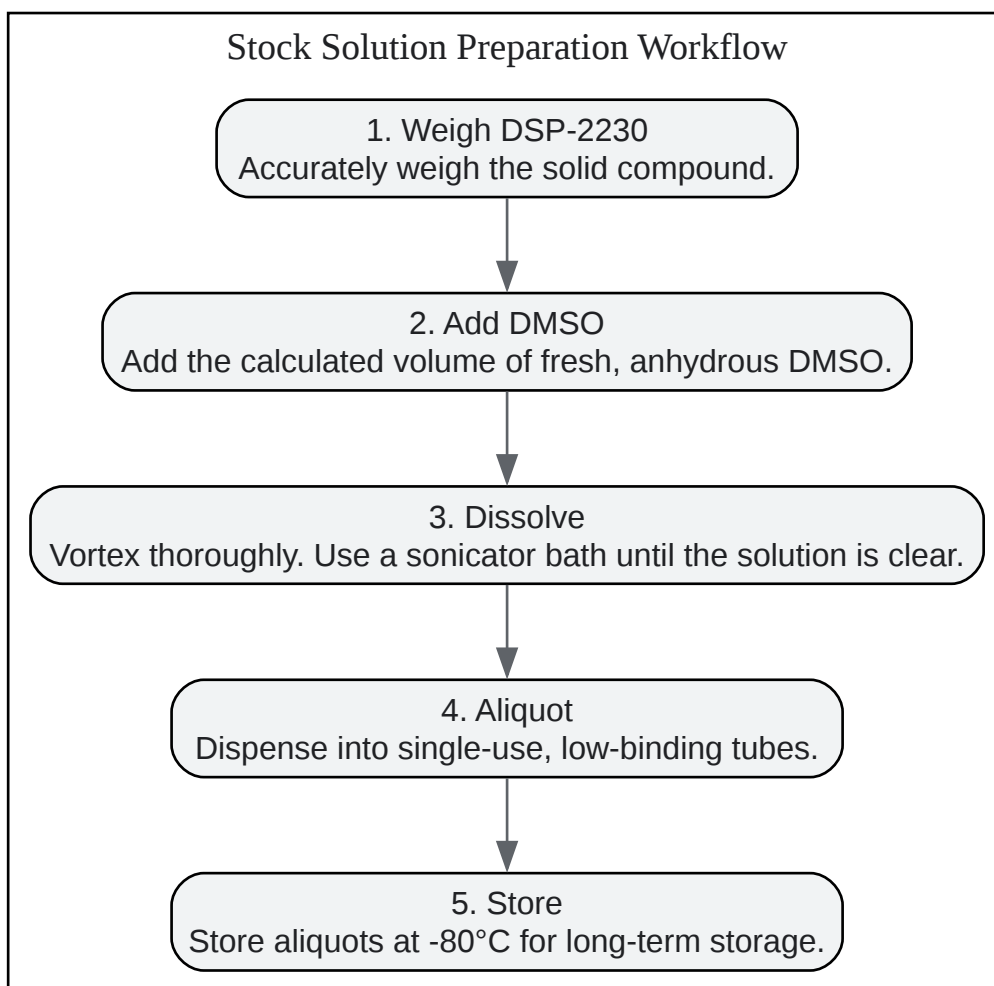 Stock Solution Preparation Workflow
1. Weigh DSP-2230
Accurately weigh the solid compound.
2. Add DMSO
Add the calculated volume of fresh, anhydrous DMSO.
3. Dissolve
Vortex thoroughly. Use a sonicator bath until the solution is clear.
4. Aliquot
Dispense into single-use, low-binding tubes.
5. Store
Store aliquots at -80°C for long-term storage.